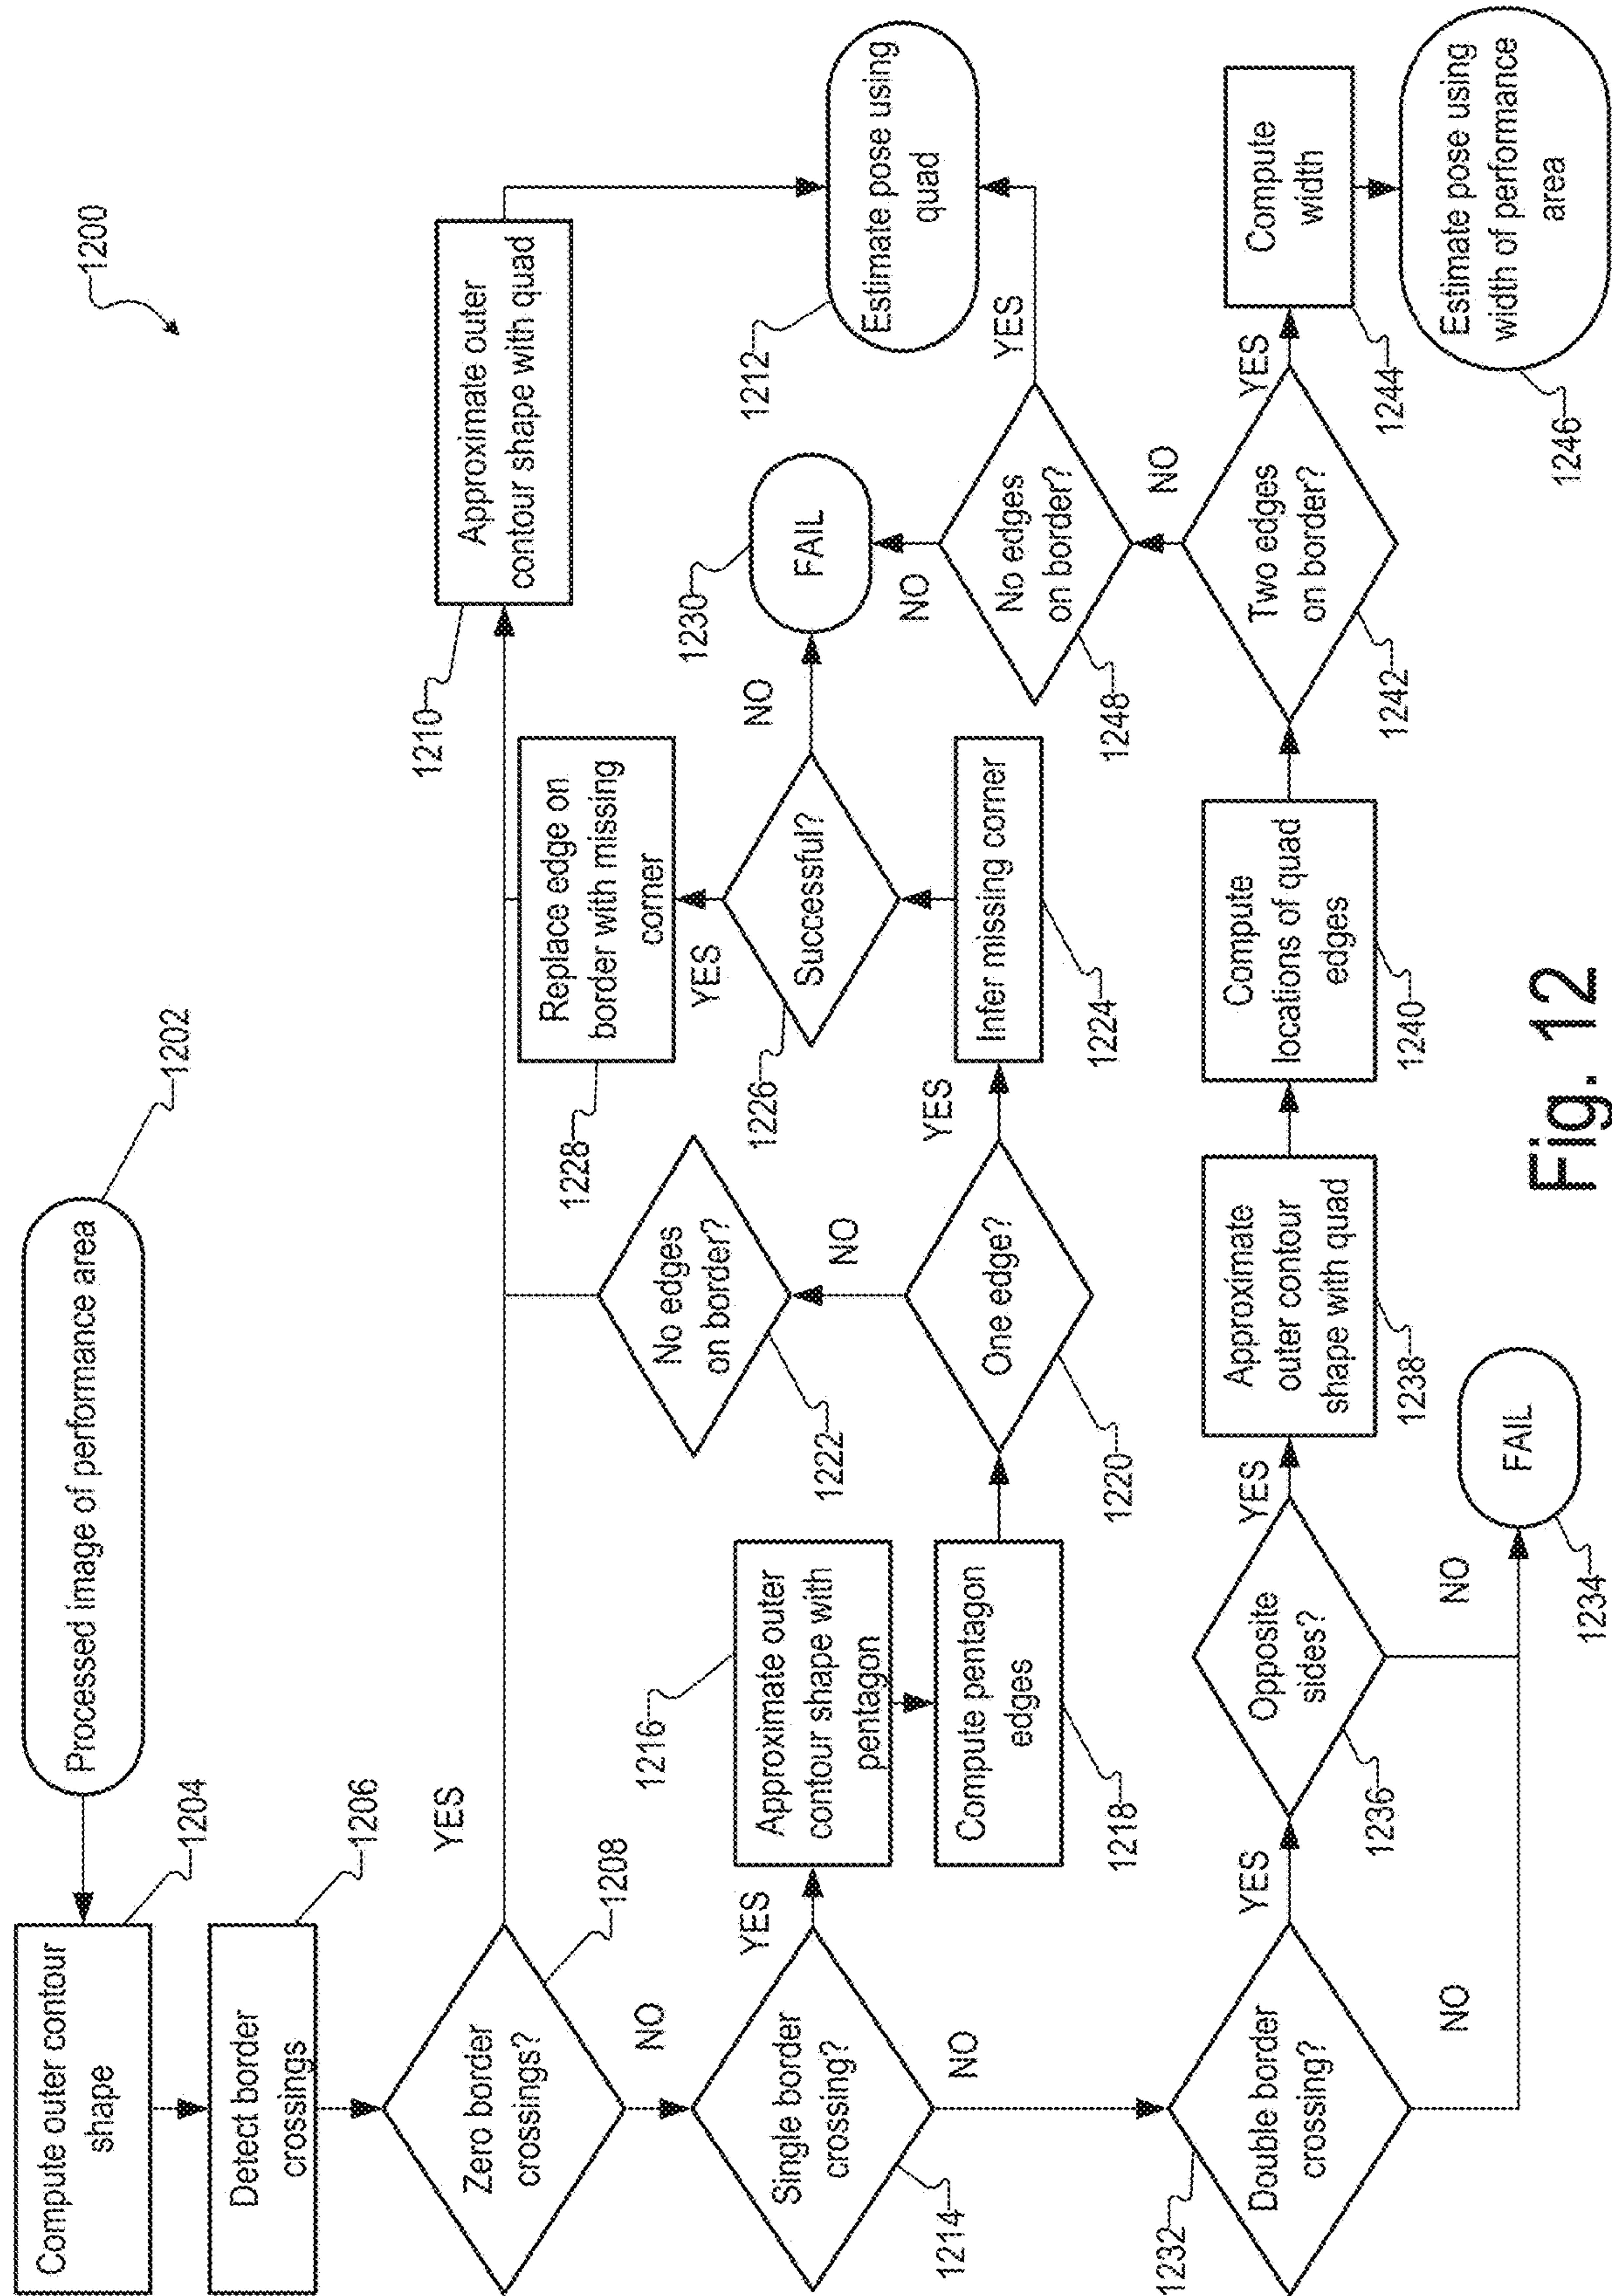 1200
Processed image of performance area
1202
Compute outer contour
shape
1204
Detect border
crossings
1206
Zero border
crossings?
1208
YES
NO
Approximate outer
contour shape with quad
1210
Estimate pose using
quad
1212
Single border
crossing?
1214
YES
NO
Approximate outer
contour shape with
pentagon
1216
Compute pentagon
edges
1218
One edge?
1220
NO
YES
No edges
on border?
1222
Infer missing corner
1224
Successful?
1226
YES
NO
Replace edge on
border with missing
corner
1228
FAIL
1230
Double border
crossing?
1232
YES
NO
FAIL
1234
Opposite
sides?
1236
YES
NO
Approximate
outer contour
shape with quad
1238
Compute
locations of quad
edges
1240
Two edges
on border?
1242
YES
NO
Compute
width
1244
Estimate pose using
width of performance
area
1246
No edges
on border?
1248
NO
YES
Fig. 12